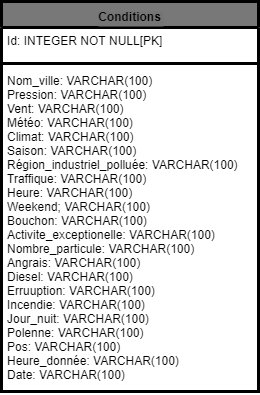 Conditions
Id: INTEGER NOT NULL[PK]
Nom_ville: VARCHAR(100)
Pression: VARCHAR(100)
Vent: VARCHAR(100)
Météo: VARCHAR(100)
Climat: VARCHAR(100)
Saison: VARCHAR(100)
Région_industriel_polluée: VARCHAR(100)
Traffique: VARCHAR(100)
Heure: VARCHAR(100)
Weekend; VARCHAR(100)
Bouchon: VARCHAR(100)
Activite_exceptionelle: VARCHAR(100)
Nombre_particule: VARCHAR(100)
Angrais: VARCHAR(100)
Diesel: VARCHAR(100)
Erruuption: VARCHAR(100)
Incendie: VARCHAR(100)
Jour_nuit: VARCHAR(100)
Polenne: VARCHAR(100)
Pos: VARCHAR(100)
Heure_donnée: VARCHAR(100)
Date: VARCHAR(100)